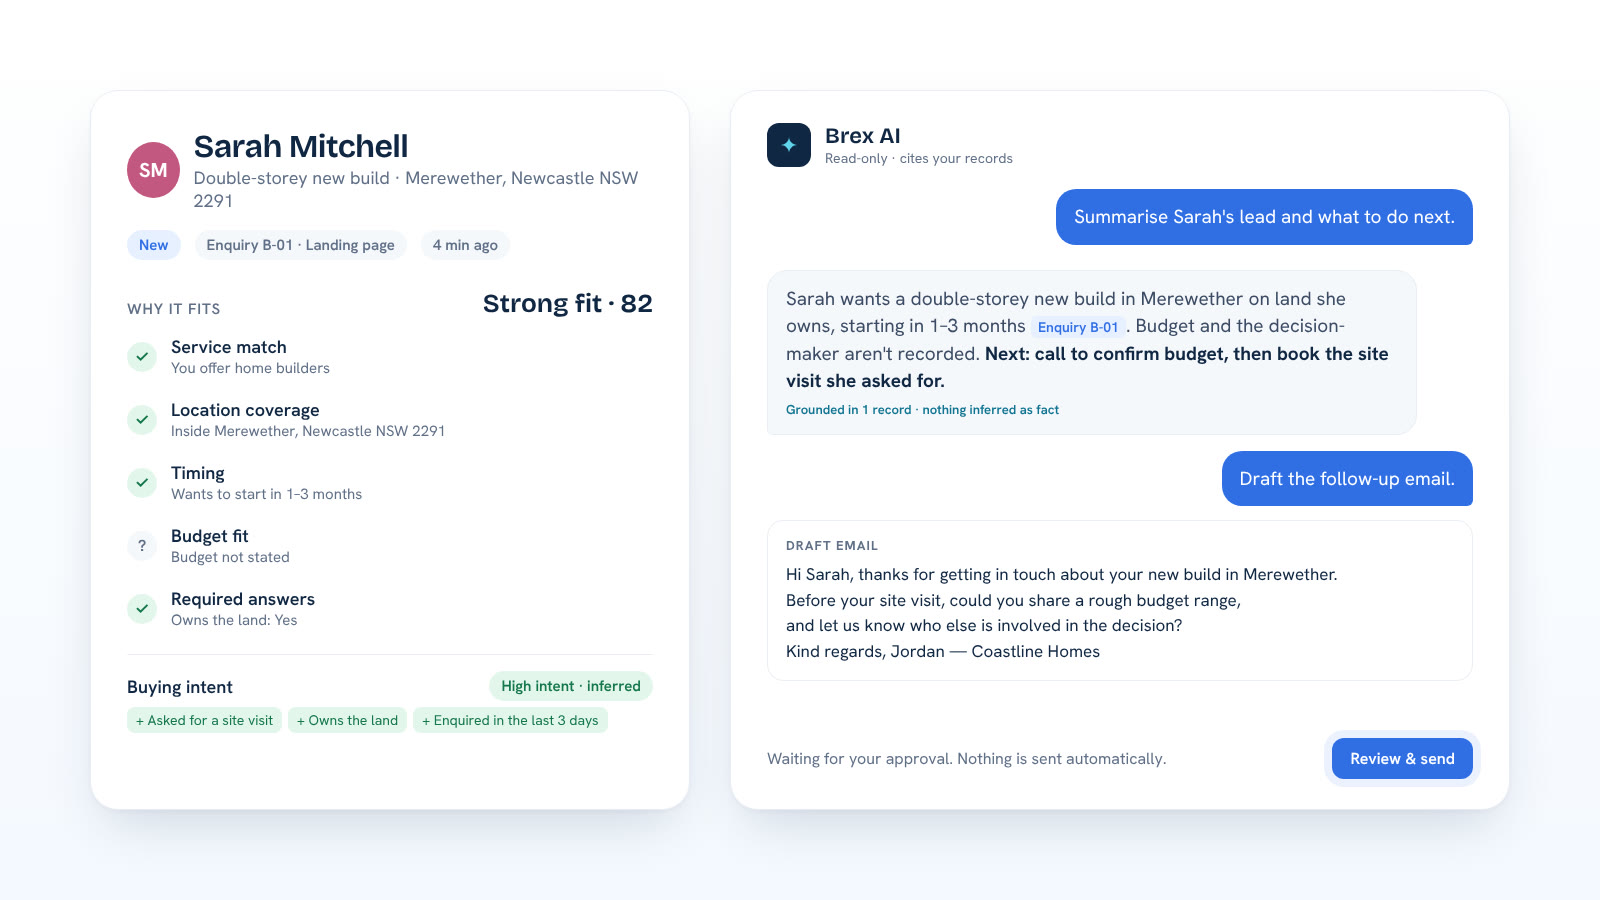 SM
Sarah Mitchell
Double-storey new build · Merewether, Newcastle NSW
2291
New
Enquiry B-01 · Landing page
4 min ago
WHY IT FITS
Strong fit · 82
Service match
You offer home builders
Location coverage
Inside Merewether, Newcastle NSW 2291
Timing
Wants to start in 1–3 months
?
Budget fit
Budget not stated
Required answers
Owns the land: Yes
Buying intent
High intent · inferred
+ Asked for a site visit
+ Owns the land
+ Enquired in the last 3 days
Brex AI
Read-only · cites your records
Summarise Sarah's lead and what to do next.
Sarah wants a double-storey new build in Merewether on land she
owns, starting in 1–3 months Enquiry B-01. Budget and the decision-
maker aren't recorded. Next: call to confirm budget, then book the site
visit she asked for.
Grounded in 1 record · nothing inferred as fact
Draft the follow-up email.
DRAFT EMAIL
Hi Sarah, thanks for getting in touch about your new build in Merewether.
Before your site visit, could you share a rough budget range,
and let us know who else is involved in the decision?
Kind regards, Jordan — Coastline Homes
Waiting for your approval. Nothing is sent automatically.
Review & send